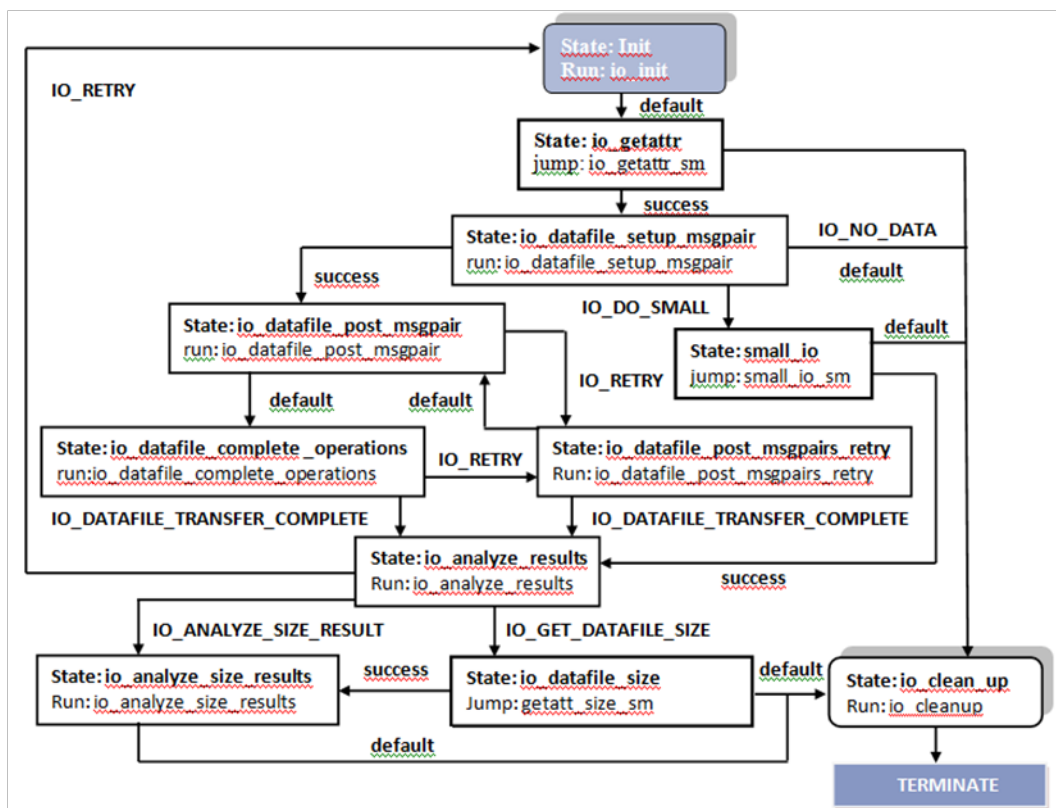 State: Init
Run: io_init
IO_RETRY
default
State: io_getattr
jump: io_getattr_sm
success
State: io_datafile_setup_msgpair
run: io_datafile_setup_msgpair
IO_NO_DATA
default
success
IO_DO_SMALL
State: io_datafile_post_msgpair
run: io_datafile_post_msgpair
default
State: small_io
jump: small_io_sm
IO_RETRY
default
default
State: io_datafile_complete_operations
run:io_datafile_complete_operations
IO_RETRY
State: io_datafile_post_msgpairs_retry
Run: io_datafile_post_msgpairs_retry
IO_DATAFILE_TRANSFER_COMPLETE
IO_DATAFILE_TRANSFER_COMPLETE
State: io_analyze_results
Run: io_analyze_results
success
IO_ANALYZE_SIZE_RESULT
IO_GET_DATAFILE_SIZE
State: io_analyze_size_results
Run: io_analyze_size_results
success
State: io_datafile_size
Jump: getatt_size_sm
default
State: io_clean_up
Run: io_cleanup
default
TERMINATE